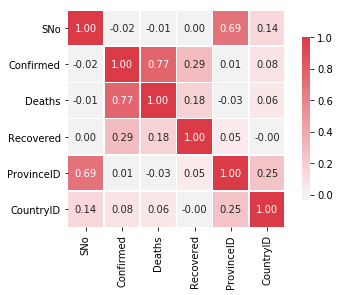 SNo 1.00 -0.02 -0.01 0.00 0.69 0.14
Confirmed -0.02 1.00 0.77 0.29 0.01 0.08
Deaths -0.01 0.77 1.00 0.18 -0.03 0.06
Recovered 0.00 0.29 0.18 1.00 0.05 -0.00
ProvinceID 0.69 0.01 -0.03 0.05 1.00 0.25
CountryID 0.14 0.08 0.06 -0.00 0.25 1.00
SNo
Confirmed
Deaths
Recovered
ProvinceID
CountryID
1.0
0.8
0.6
0.4
0.2
0.0